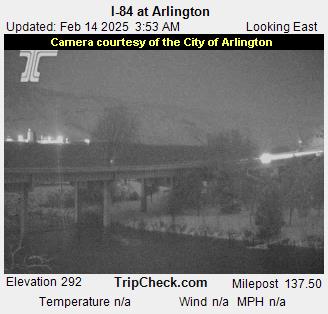 I-84 at Arlington
Updated: Feb 14 2025 3:53 AM Looking East
Camera courtesy of the City of Arlington
Elevation 292 TripCheck.com Milepost 137.50
Temperature n/a Wind n/a MPH n/a